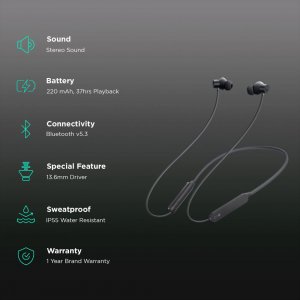 Sound
Stereo Sound
Battery
220 mAh, 37hrs Playback
Connectivity
Bluetooth v5.3
Special Feature
13.6mm Driver
Sweatproof
IP55 Water Resistant
Warranty
1 Year Brand Warranty